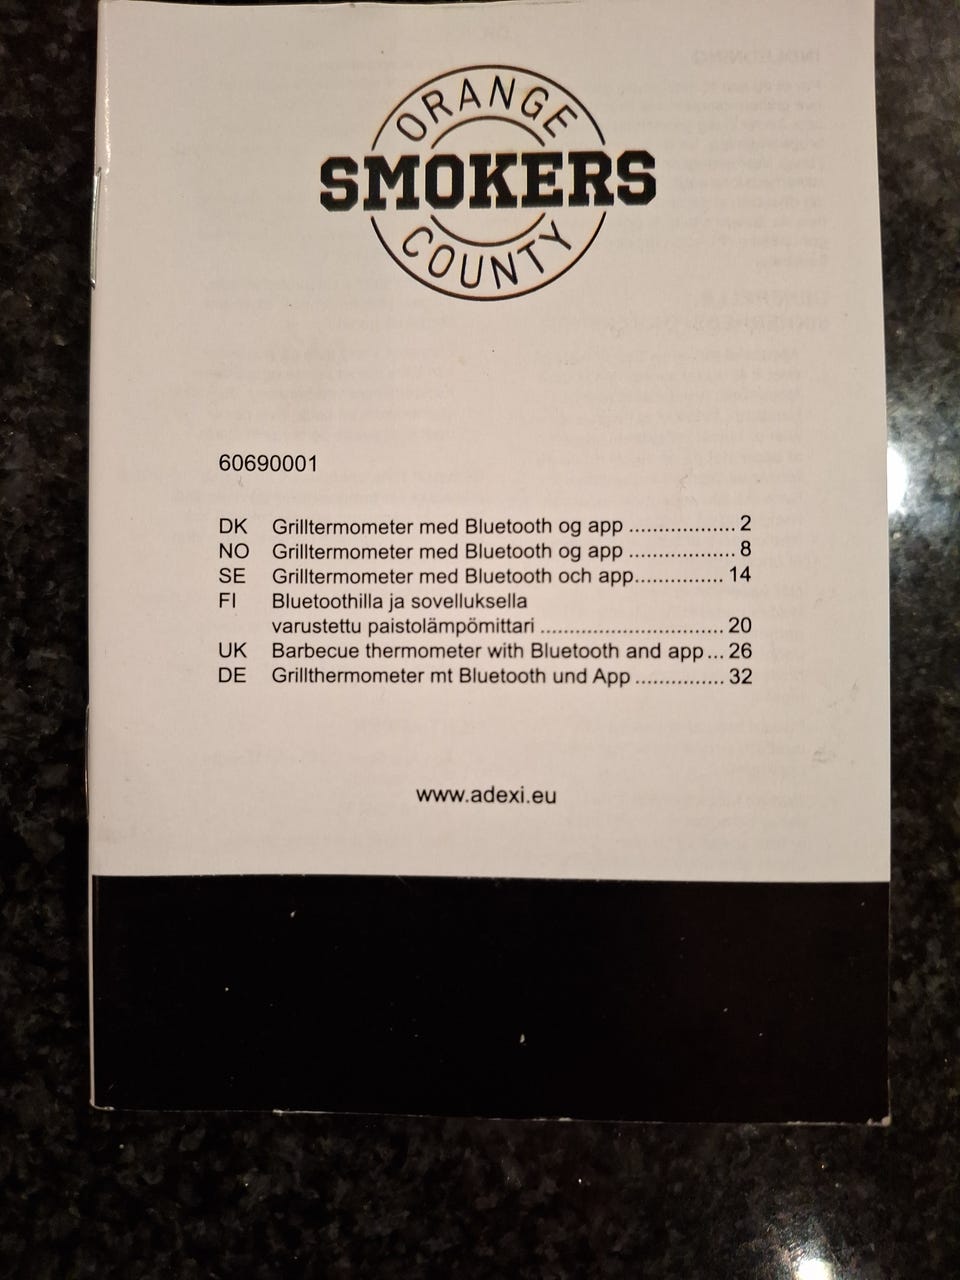 ORANGE
SMOKERS
COUNTY
60690001
DK Grilltermometer med Bluetooth og app .................. 2
NO Grilltermometer med Bluetooth og app .................. 8
SE Grilltermometer med Bluetooth och app............... 14
FI Bluetoothilla ja sovelluksella
varustettu paistolämpömittari ............................... 20
UK Barbecue thermometer with Bluetooth and app ... 26
DE Grillthermometer mt Bluetooth und App ............... 32
www.adexi.eu